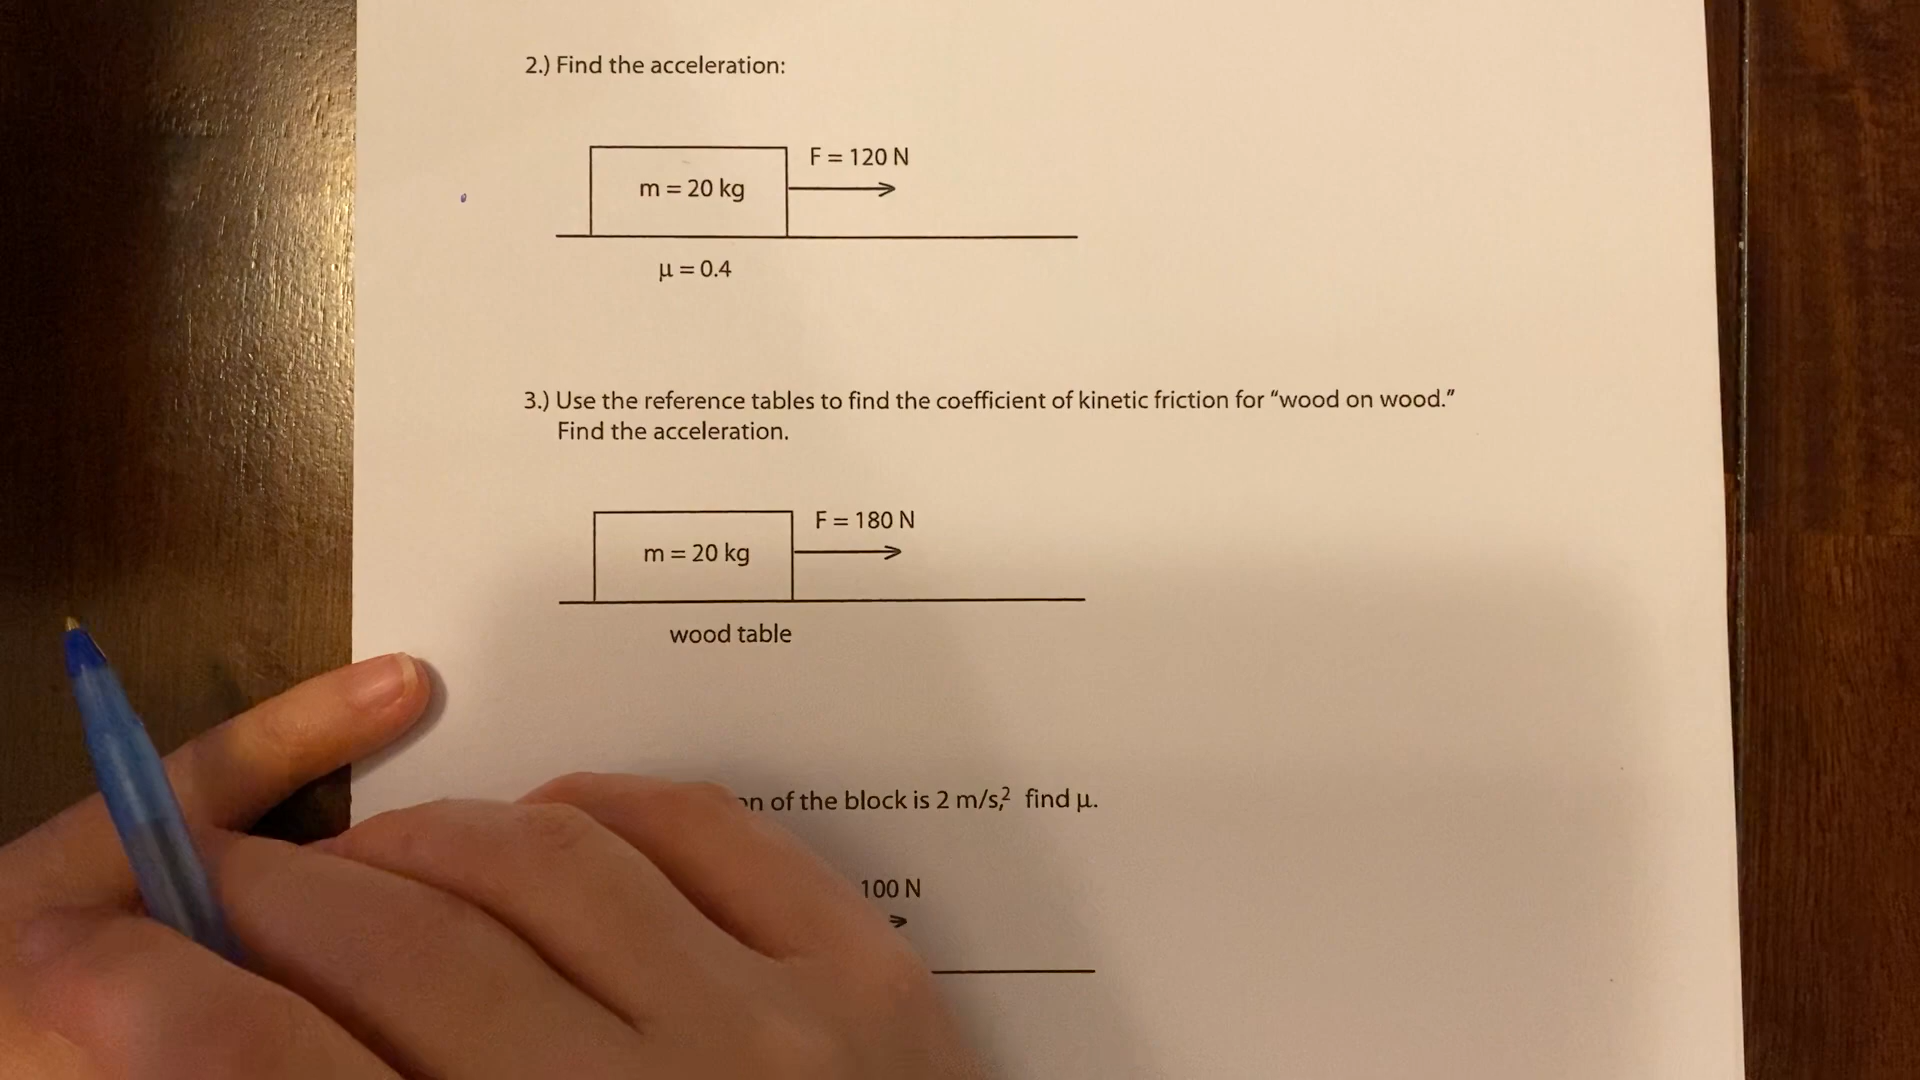 2.) Find the acceleration:
F = 120 N
m = 20 kg
μ = 0.4
3.) Use the reference tables to find the coefficient of kinetic friction for “wood on wood.”
Find the acceleration.
F = 180 N
m = 20 kg
wood table
of the block is 2 m/s,² find μ.
100 N